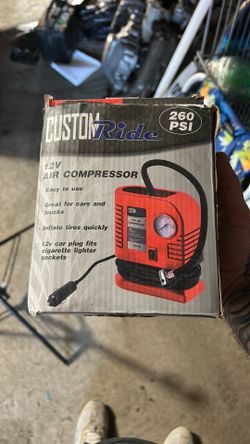 CUSTOM Ride
260
PSI
12V
AIR COMPRESSOR
Easy to use
Great for cars and
trucks
Inflate tires quickly
12v car plug fits
cigarette lighter
sockets